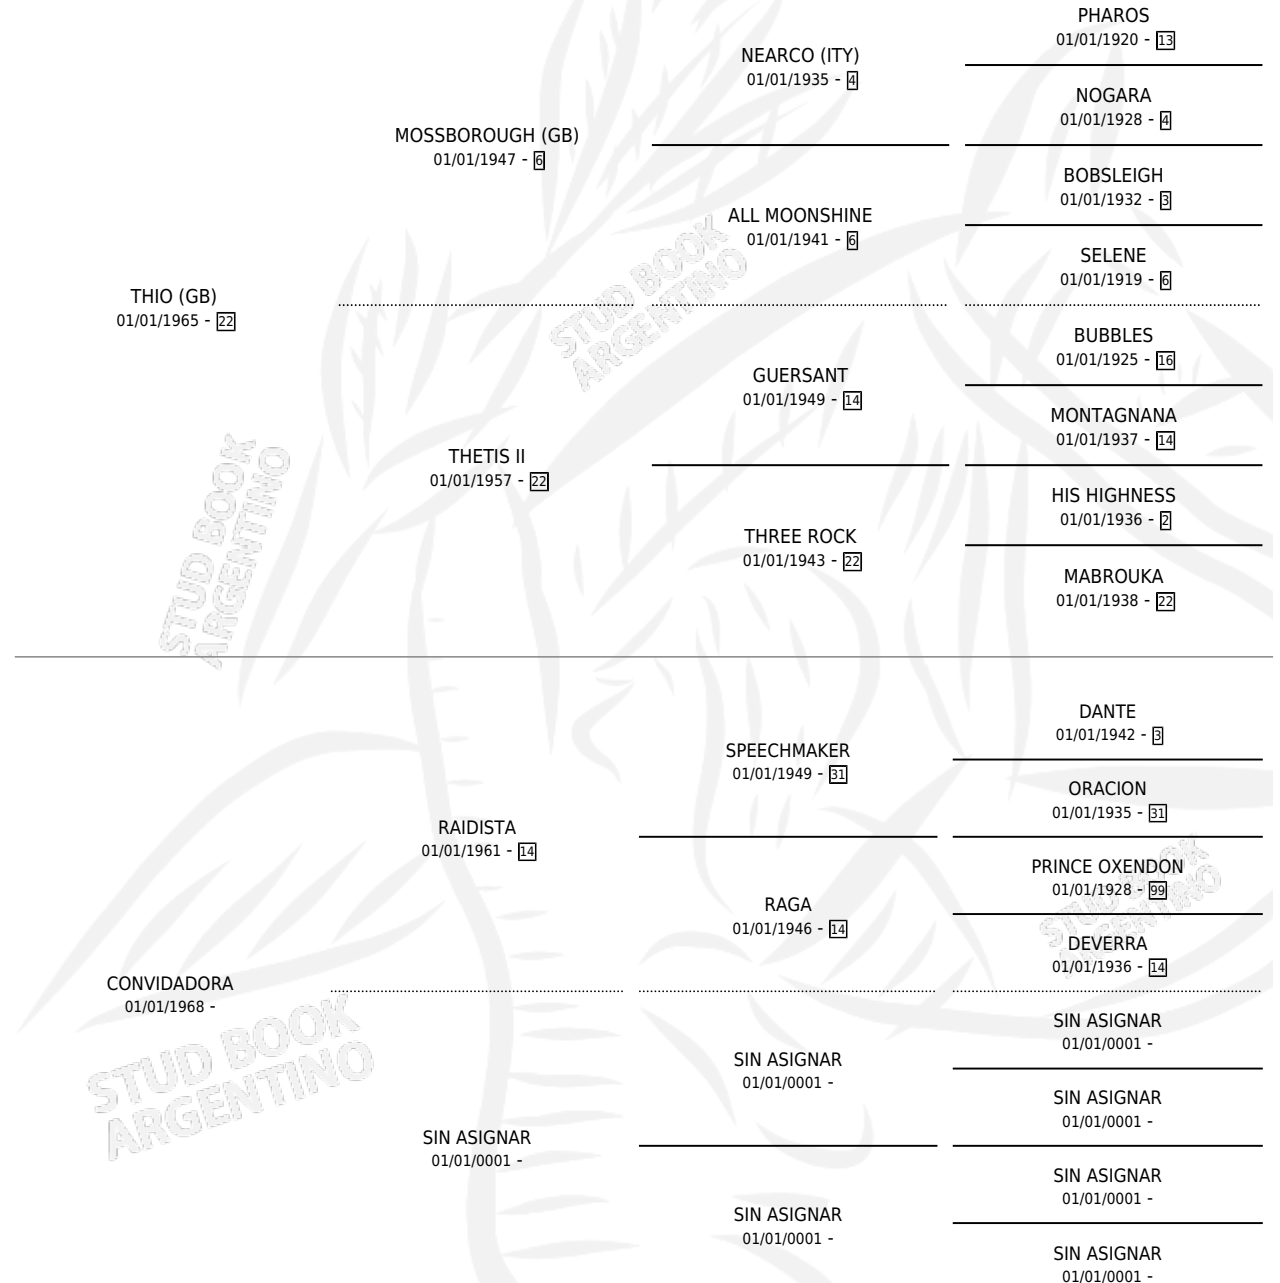 PHAROS
01/01/1920 - 13
NEARCO (ITY)
01/01/1935 - 4
NOGARA
01/01/1928 - 4
MOSSBOROUGH (GB)
01/01/1947 - 6
BOBSLEIGH
01/01/1932 - 3
ALL MOONSHINE
01/01/1941 - 6
SELENE
01/01/1919 - 6
THIO (GB)
01/01/1965 - 22
BUBBLES
01/01/1925 - 16
GUERSANT
01/01/1949 - 14
MONTAGNANA
01/01/1937 - 14
THETIS II
01/01/1957 - 22
HIS HIGHNESS
01/01/1936 - 2
THREE ROCK
01/01/1943 - 22
MABROUKA
01/01/1938 - 22
DANTE
01/01/1942 - 3
SPEECHMAKER
01/01/1949 - 31
ORACION
01/01/1935 - 31
RAIDISTA
01/01/1961 - 14
PRINCE OXENDON
01/01/1928 - 99
RAGA
01/01/1946 - 14
DEVERRA
01/01/1936 - 14
CONVIDADORA
01/01/1968 -
SIN ASIGNAR
01/01/0001 -
SIN ASIGNAR
01/01/0001 -
SIN ASIGNAR
01/01/0001 -
SIN ASIGNAR
01/01/0001 -
SIN ASIGNAR
01/01/0001 -
SIN ASIGNAR
01/01/0001 -
SIN ASIGNAR
01/01/0001 -
STUD BOOK
ARGENTINO
STUD BOOK
ARGENTINO
STUD BOOK
ARGENTINO
STUD BOOK
ARGENTINO